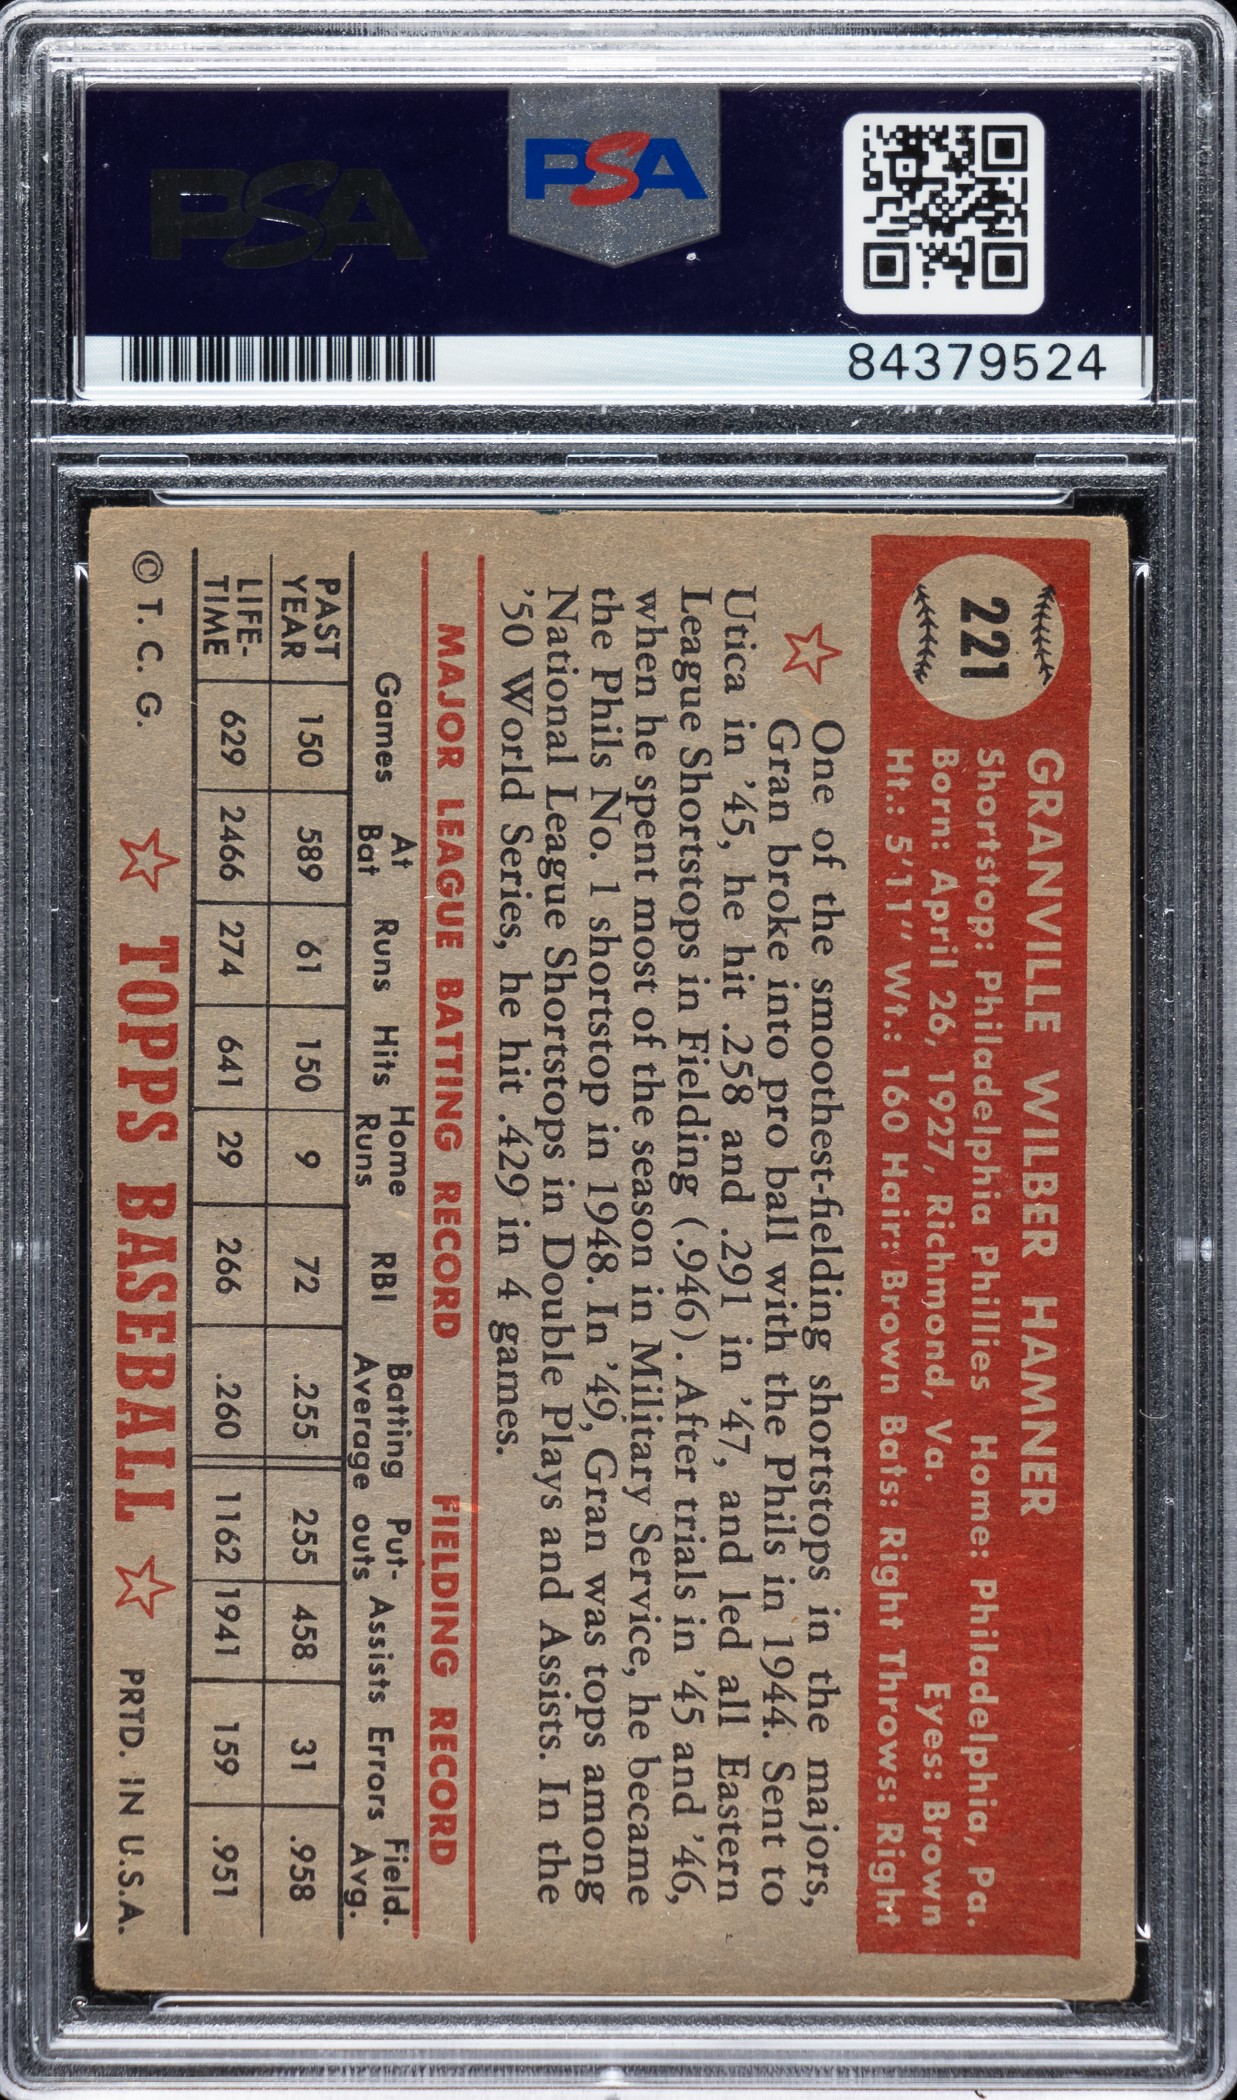 PSA
PSA
84379524
221
GRANVILLE WILBER HAMNER
Shortstop: Philadelphia Phillies Home: Philadelphia, Pa.
Born: April 26, 1927, Richmond, Va. Eyes: Brown
Ht.: 5'11" Wt.: 160 Hair: Brown Bats: Right Throws: Right
One of the smoothest-fielding shortstops in the majors,
Gran broke into pro ball with the Phils in 1944. Sent to
Utica in '45, he hit .258 and .291 in '47, and led all Eastern
League Shortstops in Fielding (.946). After trials in '45 and '46,
when he spent most of the season in Military Service, he became
the Phils No. 1 shortstop in 1948. In '49, Gran was tops among
National League Shortstops in Double Plays and Assists. In the
'50 World Series, he hit .429 in 4 games.
MAJOR LEAGUE BATTING RECORD FIELDING RECORD
Games At Bat Runs Hits Home Runs RBI Batting Average Put-outs Assists Errors Field. Avg.
PAST YEAR 150 589 61 150 9 72 .255 255 458 31 .958
LIFE-TIME 629 2466 274 641 29 266 .260 1162 1941 159 .951
© T. C. G. TOPPS BASEBALL PRTD. IN U.S.A.